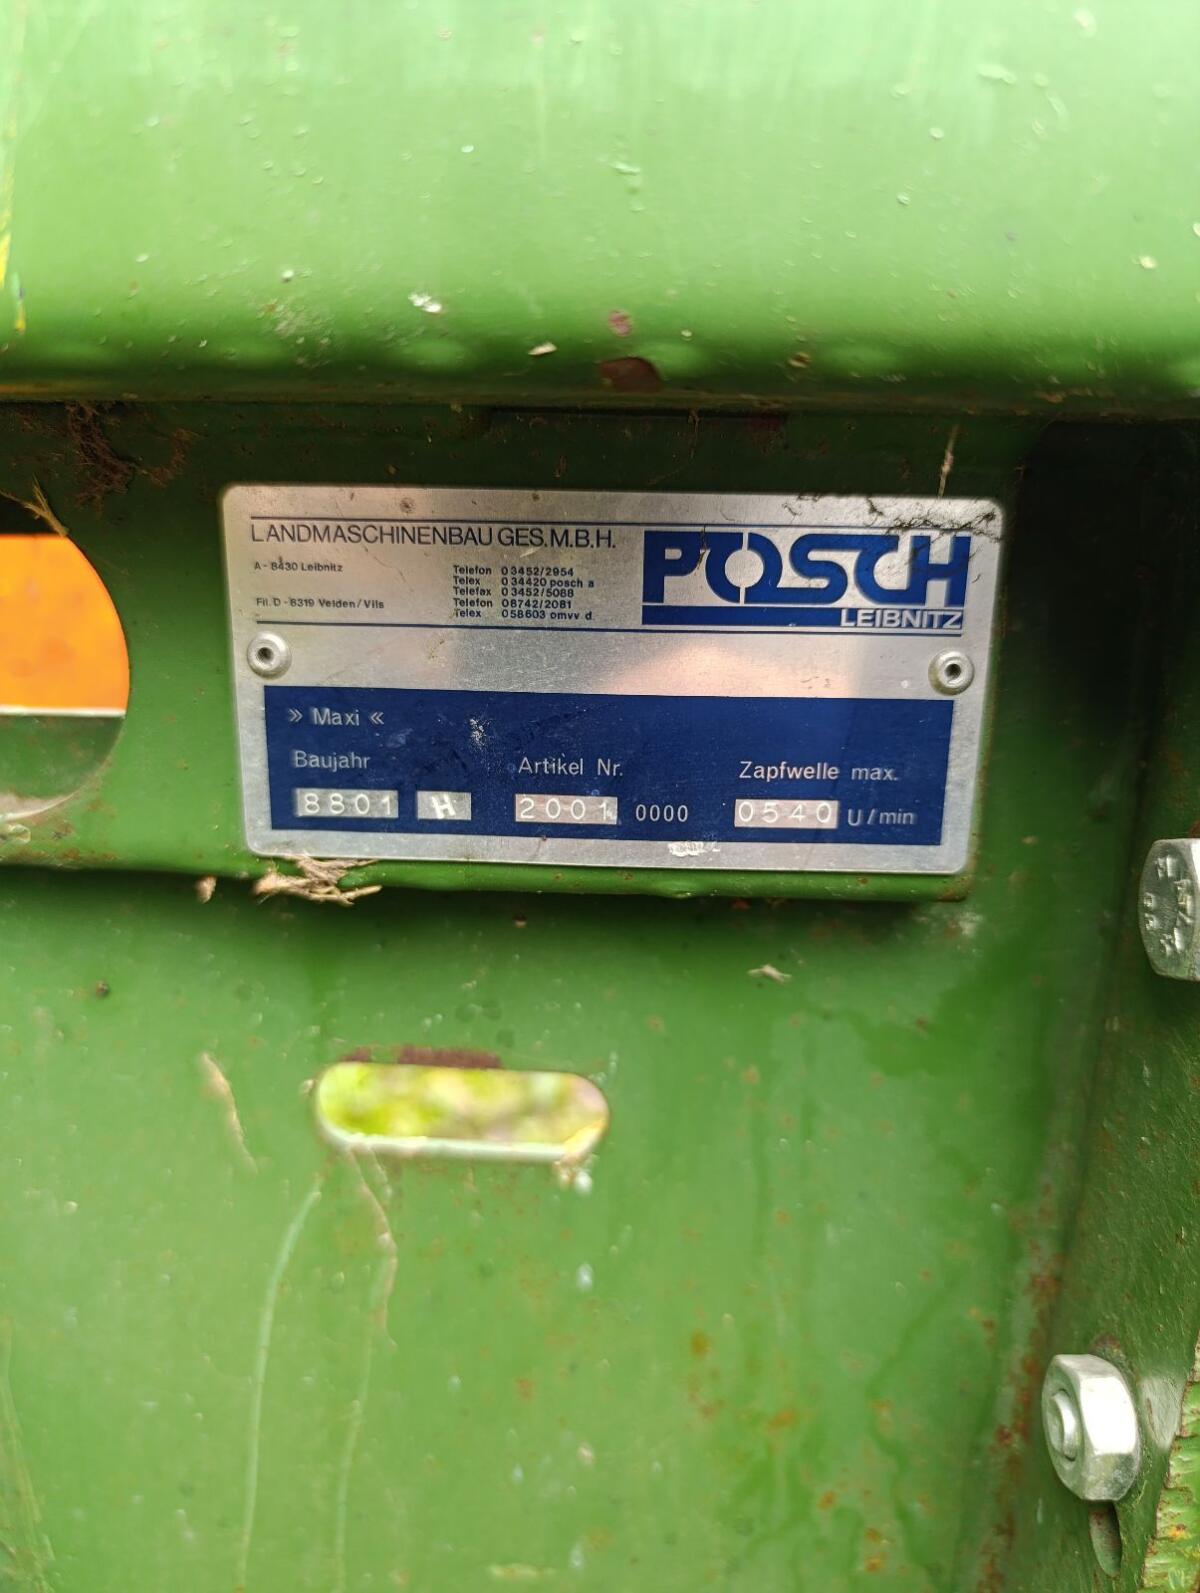 LANDMASCHINENBAU GES.M.B.H.
POSCH
LEIBNITZ
A-8430 Leibnitz
Fil. D-8319 Velden/Vils
Telefon 03452/2954
Telex 034420 posch a
Telefax 03452/5088
Telefon 08742/2081
Telex 058603 omvv d
» Maxi «
Baujahr Artikel Nr. Zapfwelle max.
8801 H 2001 0000 0540 U/min